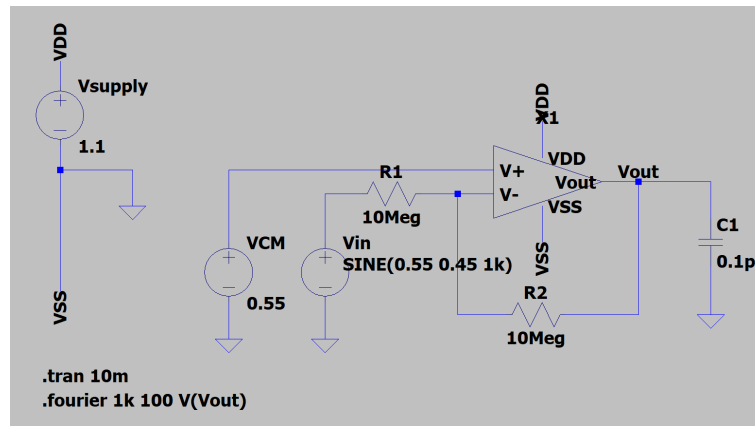 VDD
Vsupply
1.1
VSS
VDD
X1
VDD
V+
V-
Vout
VSS
VSS
Vout
R1
10Meg
VCM
0.55
Vin
SINE(0.55 0.45 1k)
R2
10Meg
C1
0.1p
.tran 10m
.fourier 1k 100 V(Vout)